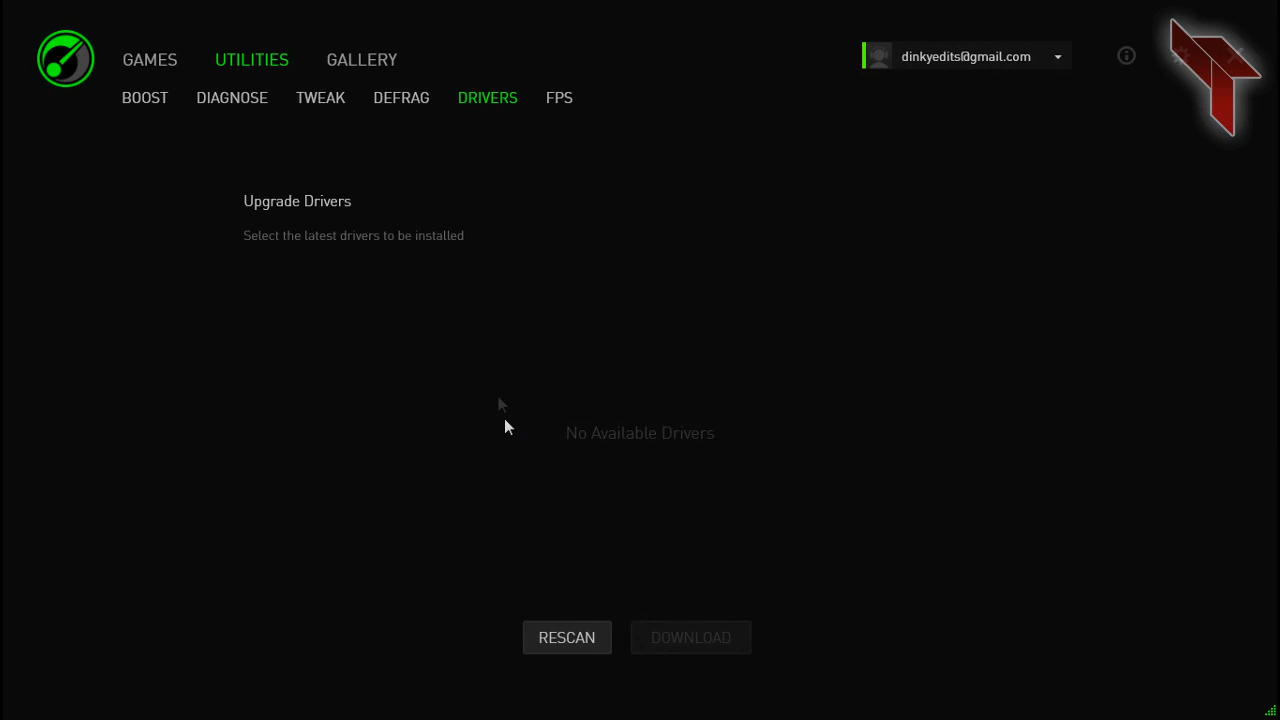 GAMES UTILITIES GALLERY dinkyedits@gmail.com
BOOST DIAGNOSE TWEAK DEFRAG DRIVERS FPS
Upgrade Drivers
Select the latest drivers to be installed
No Available Drivers
RESCAN DOWNLOAD